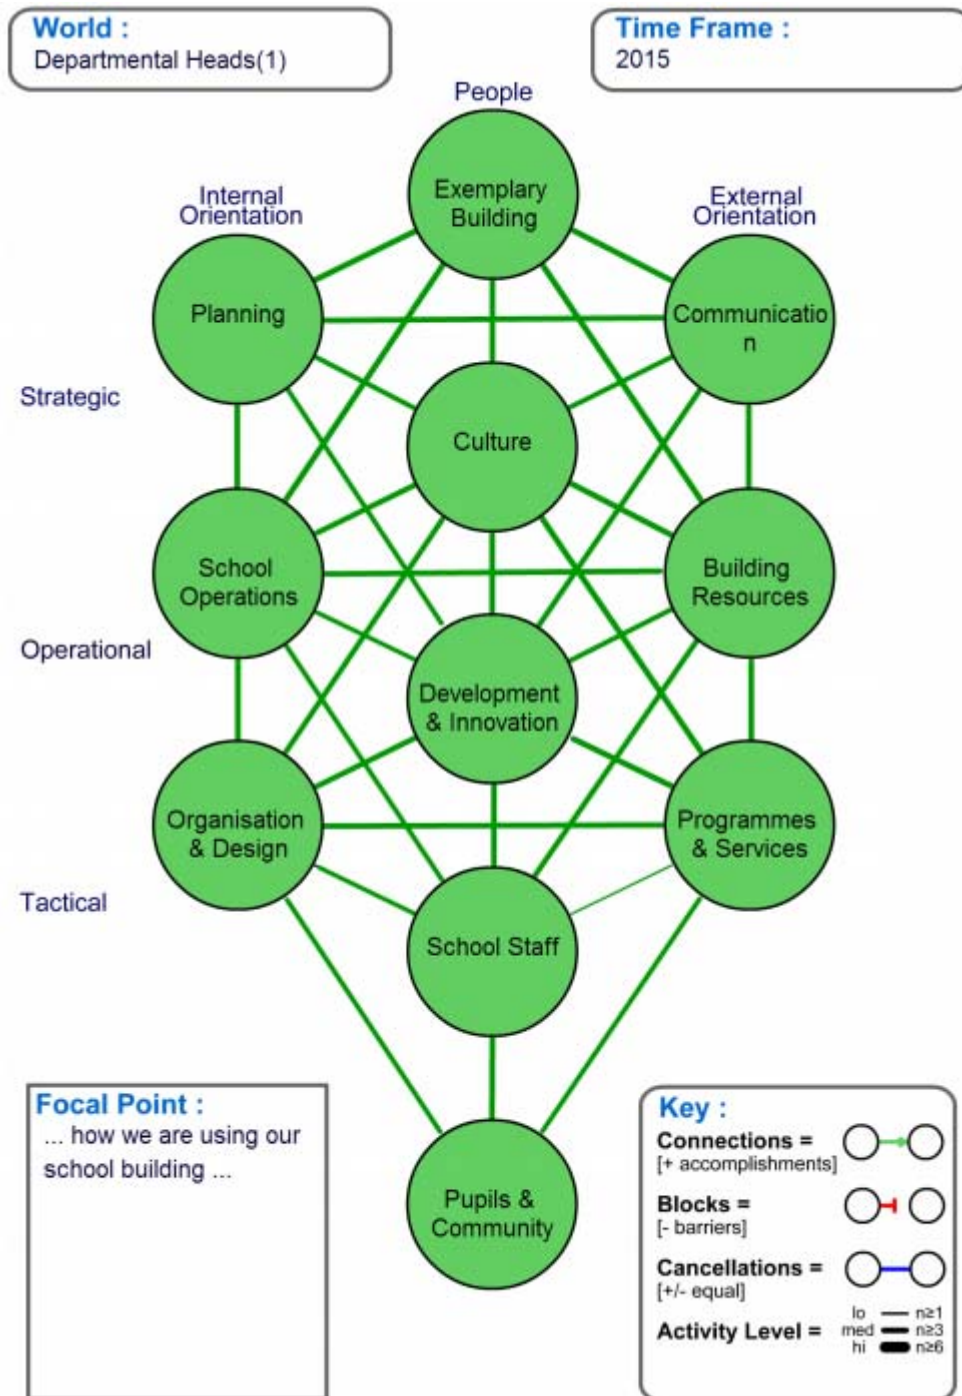 World :
Departmental Heads(1)
Time Frame :
2015
People
Internal
Orientation
External
Orientation
Exemplary
Building
Planning
Communicatio
n
Strategic
Culture
School
Operations
Building
Resources
Operational
Development
& Innovation
Organisation
& Design
Programmes
& Services
Tactical
School Staff
Pupils &
Community
Focal Point :
... how we are using our
school building ...
Key :
Connections =
[+ accomplishments]
Blocks =
[- barriers]
Cancellations =
[+/- equal]
Activity Level =
lo n≥1
med n≥3
hi n≥6